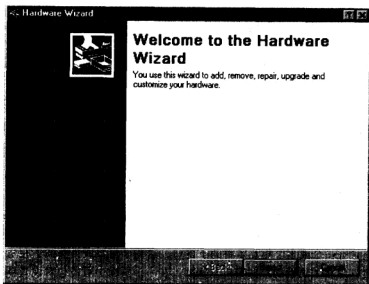 Hardware Wizard
Welcome to the Hardware
Wizard
You use this wizard to add, remove, repair, upgrade and
customize your hardware.